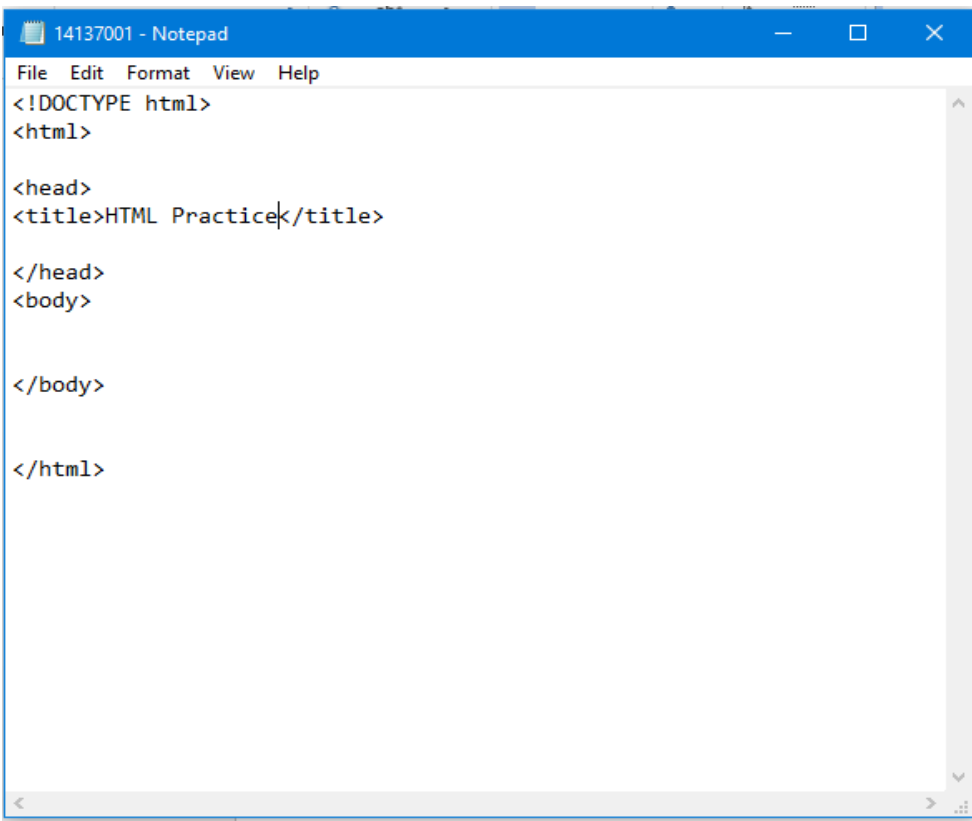 14137001 - Notepad
File Edit Format View Help
<!DOCTYPE html>
<html>
<head>
<title>HTML Practice</title>
</head>
<body>
</body>
</html>